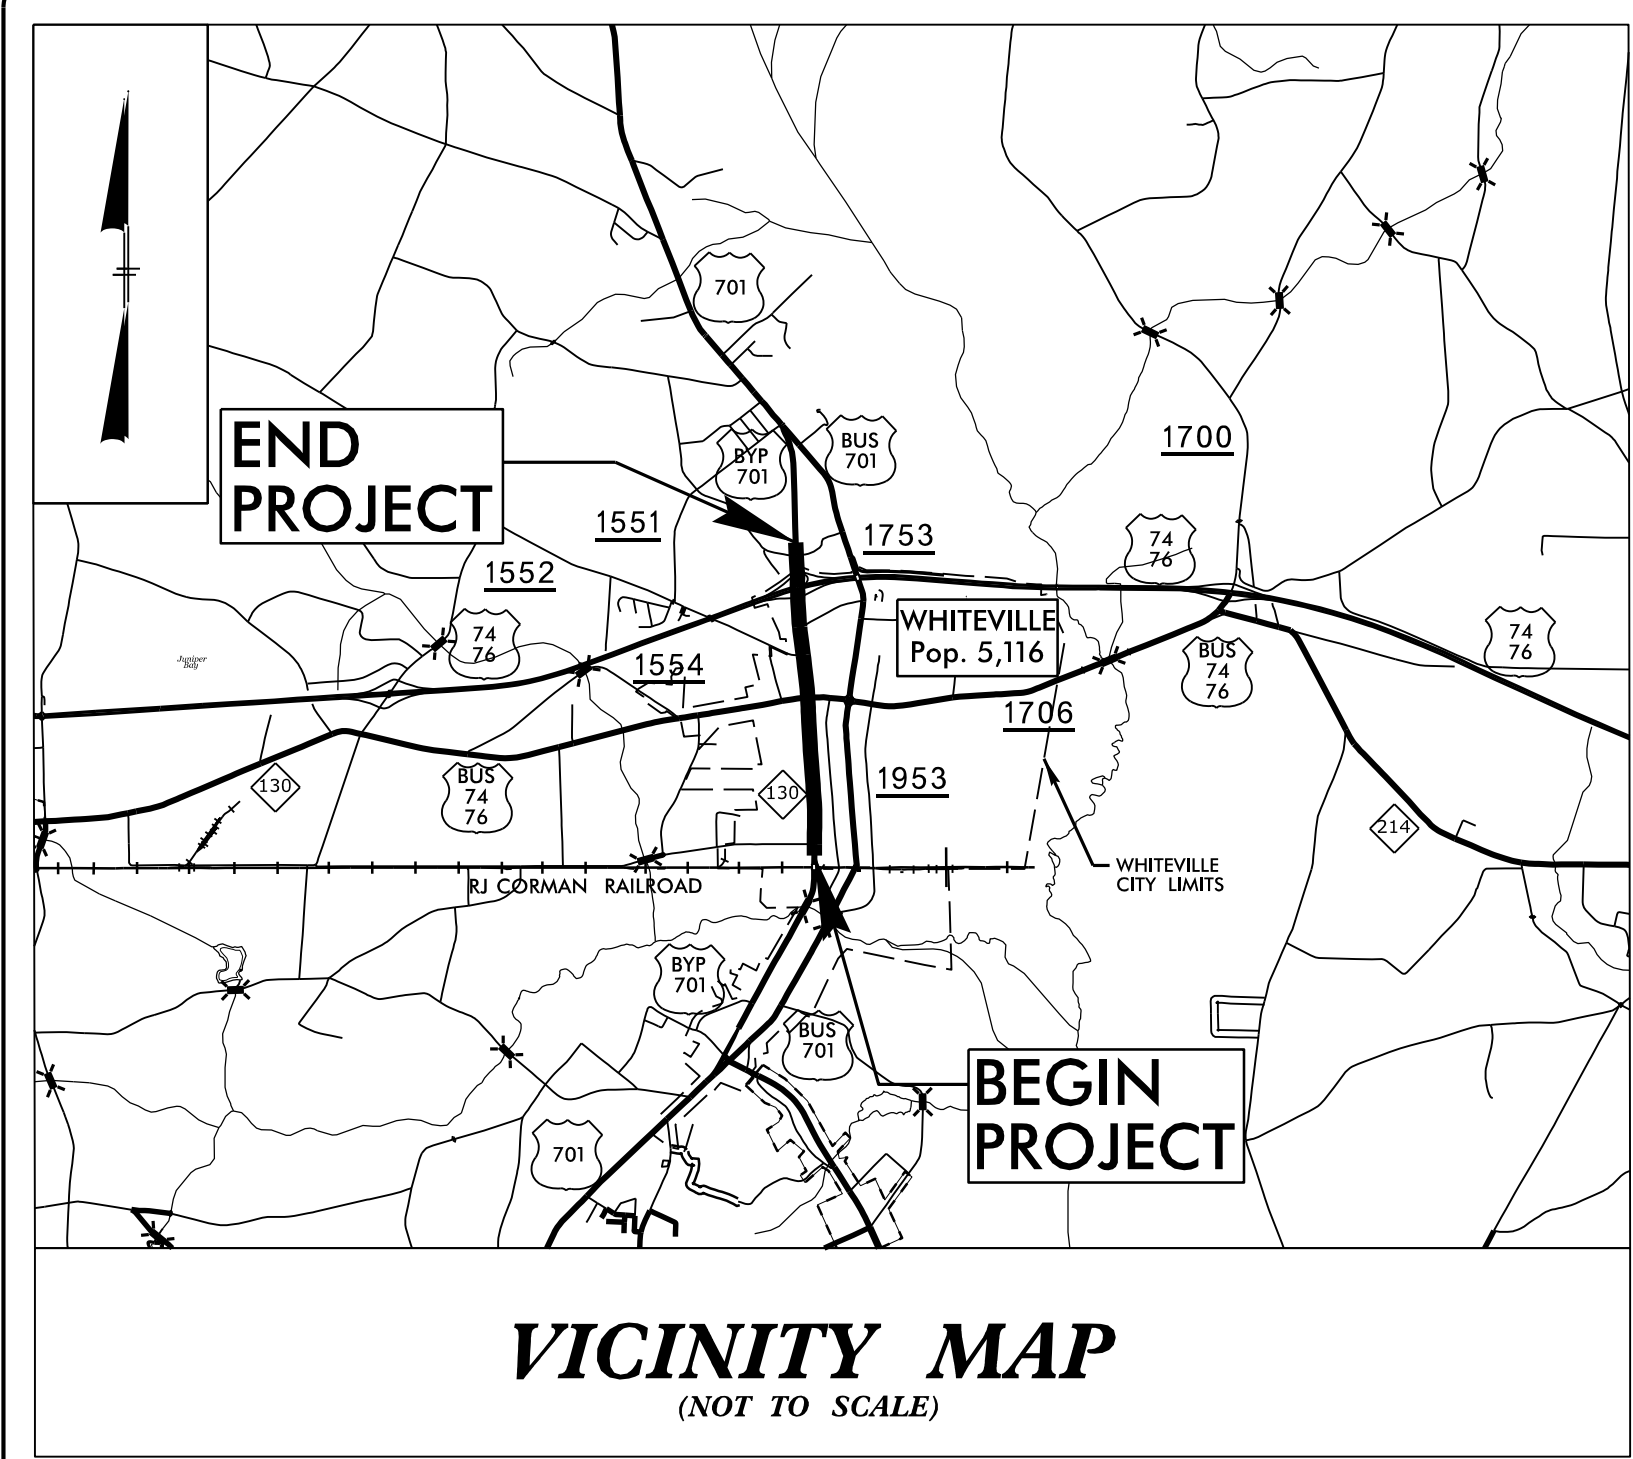 701
END
PROJECT
BYP
701
BUS
701
1700
1551
1753
74
76
1552
74
76
WHITEVILLE
Pop. 5,116
74
76
Juniper
Bay
1554
BUS
74
76
1706
130
BUS
74
76
130
1953
214
WHITEVILLE
CITY LIMITS
RJ CORMAN RAILROAD
BYP
701
BUS
701
BEGIN
PROJECT
701
VICINITY MAP
(NOT TO SCALE)